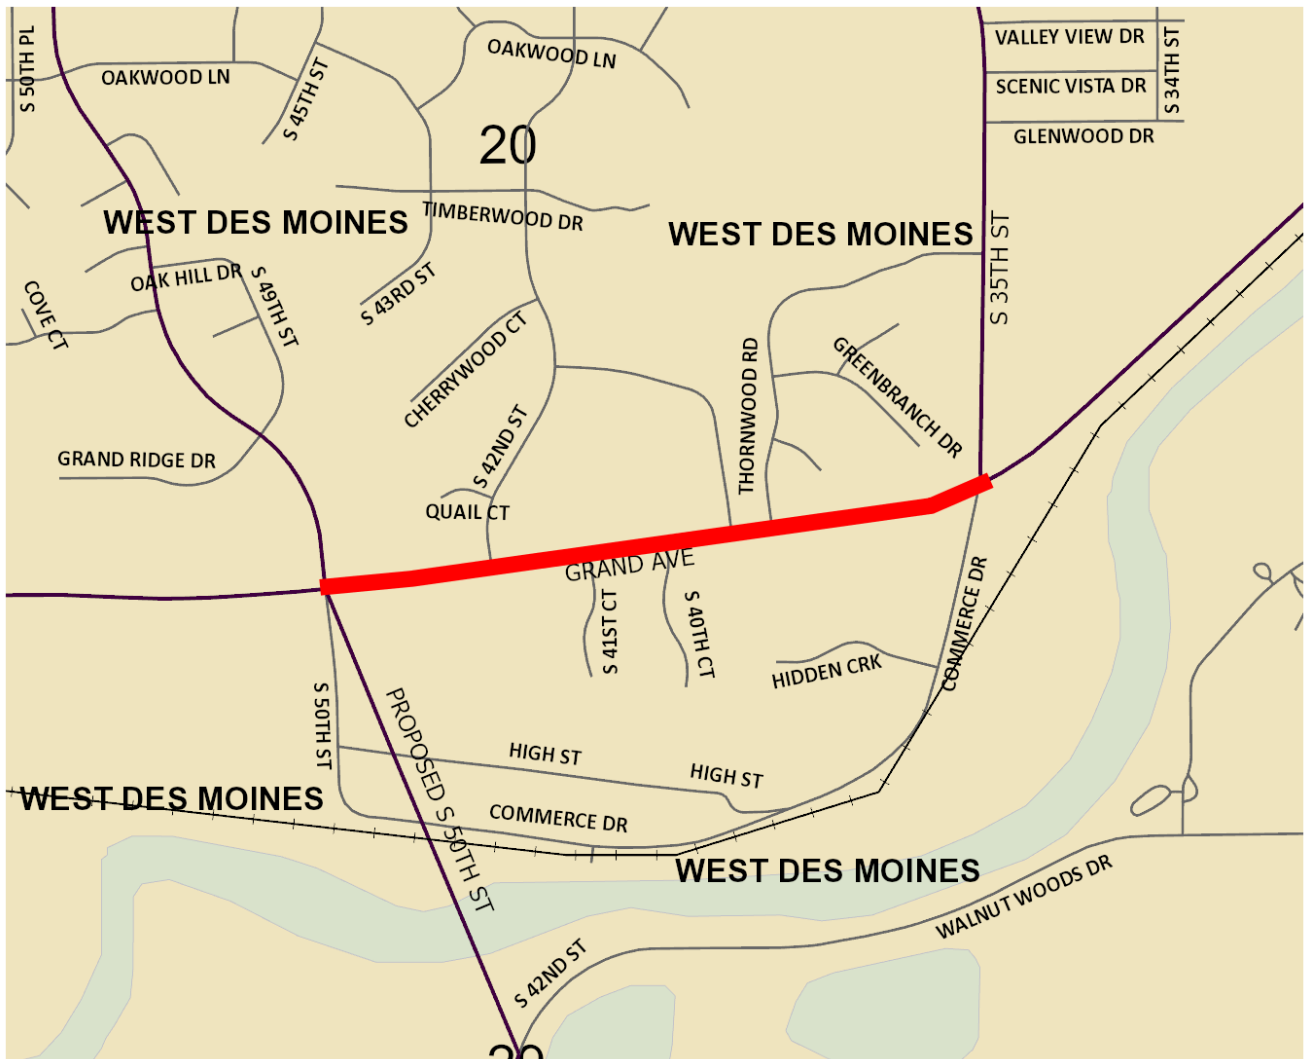 S 50TH PL
OAKWOOD LN
S 45TH ST
OAKWOOD LN
VALLEY VIEW DR
S 34TH ST
SCENIC VISTA DR
GLENWOOD DR
20
WEST DES MOINES
TIMBERWOOD DR
WEST DES MOINES
S 35TH ST
OAK HILL DR
S 49TH ST
S 43RD ST
COVE CT
CHERRYWOOD CT
THORNWOOD RD
GREENBRANCH DR
S 42ND ST
GRAND RIDGE DR
QUAIL CT
GRAND AVE
S 41ST CT
S 40TH CT
COMMERCE DR
HIDDEN CRK
S 50TH ST
PROPOSED S 50TH ST
HIGH ST
HIGH ST
WEST DES MOINES
COMMERCE DR
WEST DES MOINES
WALNUT WOODS DR
S 42ND ST
29